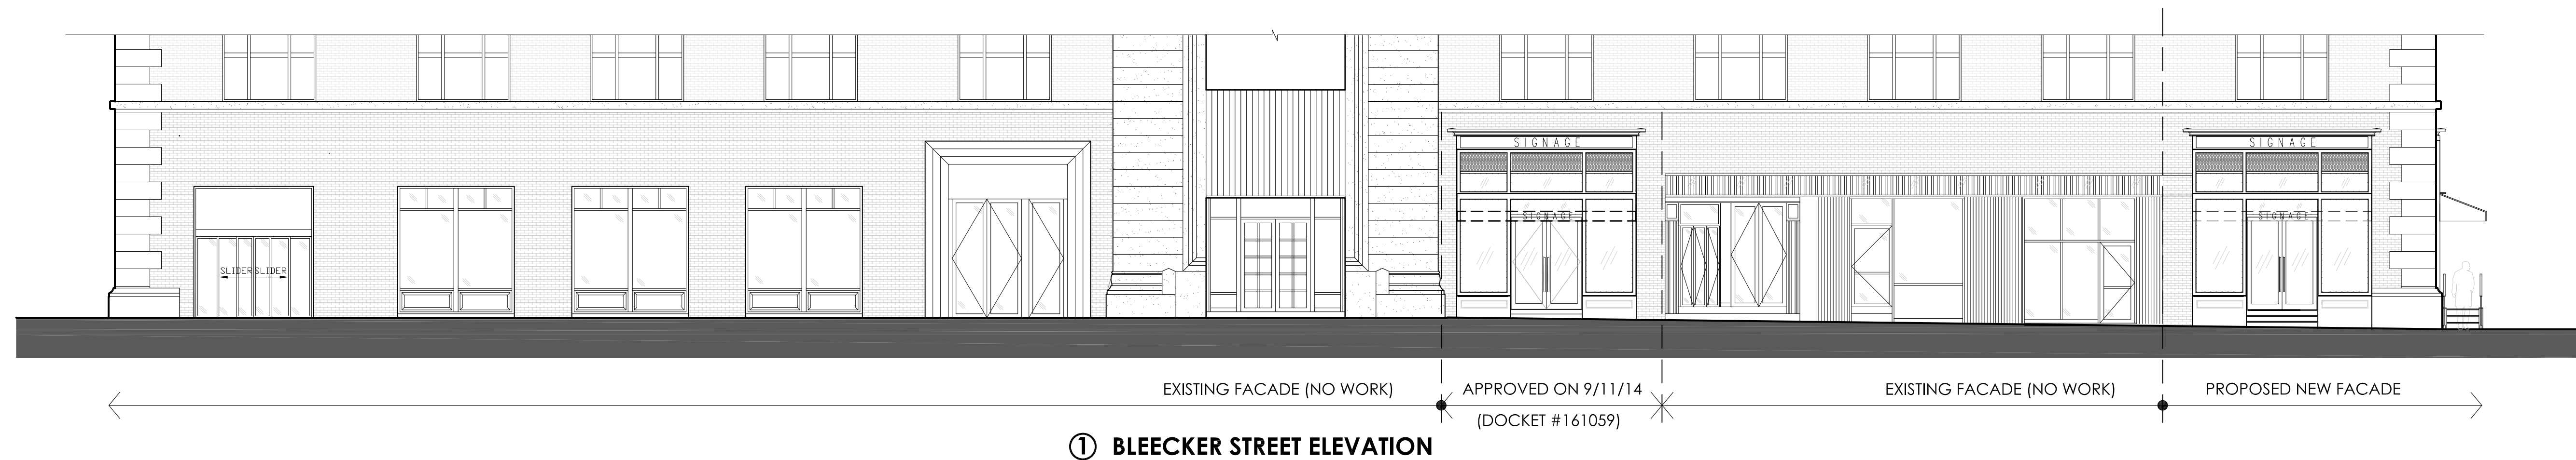 SIGNAGE
SIGNAGE
SIGNAGE
SIGNAGE
SLIDER SLIDER
EXISTING FACADE (NO WORK)
APPROVED ON 9/11/14
(DOCKET #161059)
EXISTING FACADE (NO WORK)
PROPOSED NEW FACADE
1 BLEECKER STREET ELEVATION